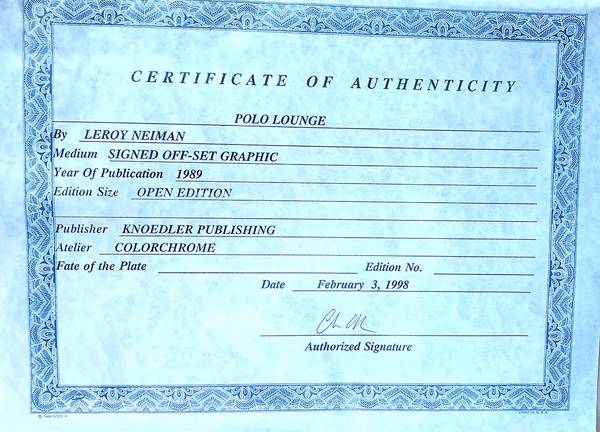 CERTIFICATE OF AUTHENTICITY
POLO LOUNGE
By LEROY NEIMAN
Medium SIGNED OFF-SET GRAPHIC
Year Of Publication 1989
Edition Size OPEN EDITION
Publisher KNOEDLER PUBLISHING
Atelier COLORCHROME
Fate of the Plate Edition No.
Date February 3, 1998
Authorized Signature